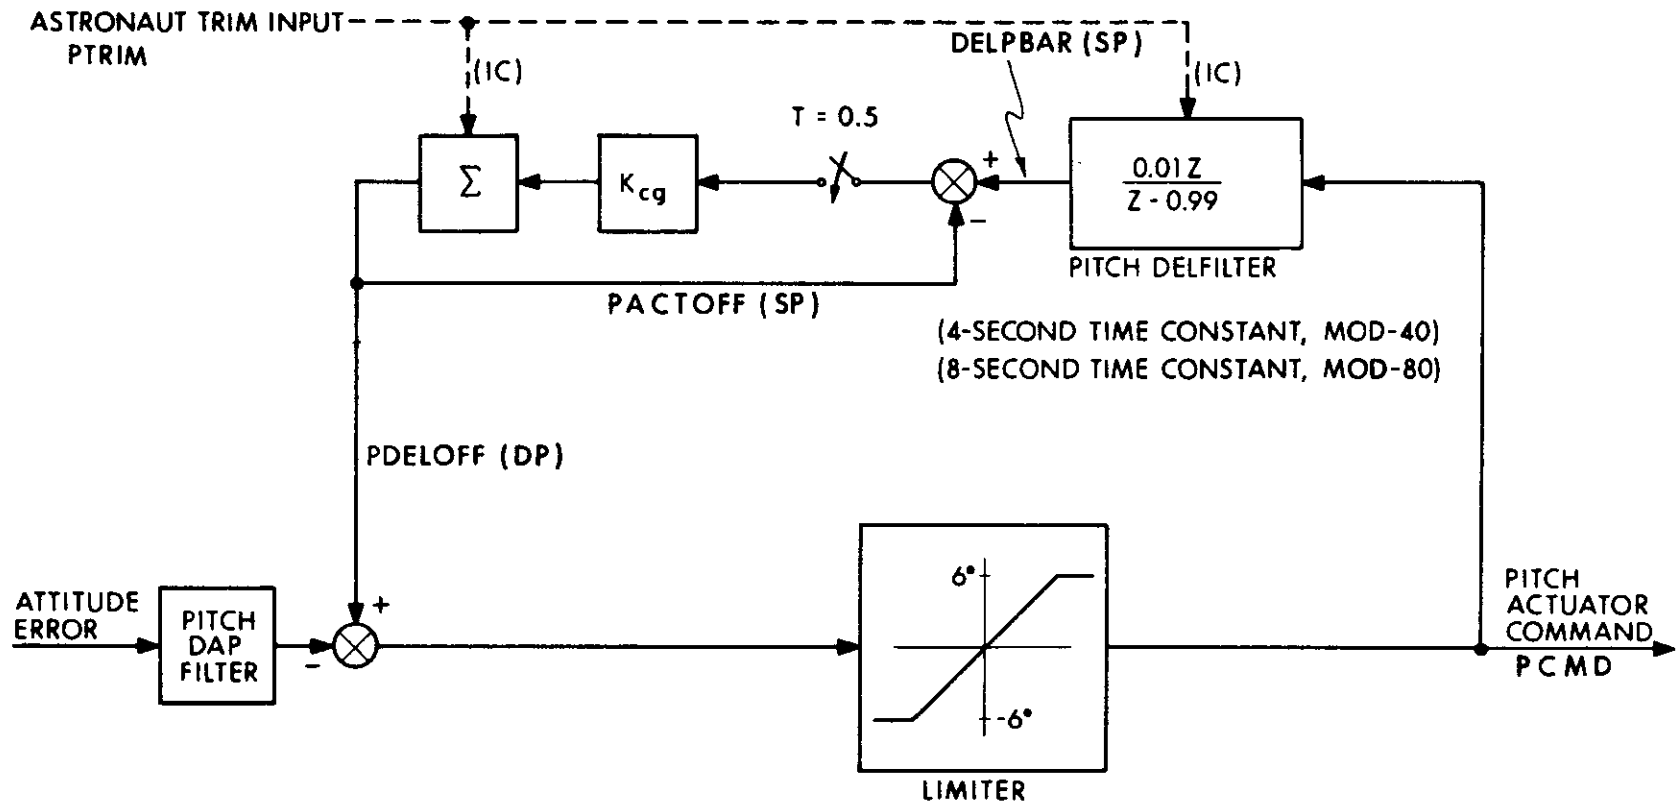 ASTRONAUT TRIM INPUT
PTRIM
(IC)
DELPBAR (SP)
(IC)
T = 0.5
Σ
Kcg
+
-
0.01 Z
Z - 0.99
PITCH DELFILTER
PACTOFF (SP)
(4-SECOND TIME CONSTANT, MOD-40)
(8-SECOND TIME CONSTANT, MOD-80)
PDELOFF (DP)
ATTITUDE
ERROR
PITCH
DAP
FILTER
+
-
6°
-6°
LIMITER
PITCH
ACTUATOR
COMMAND
PCMD